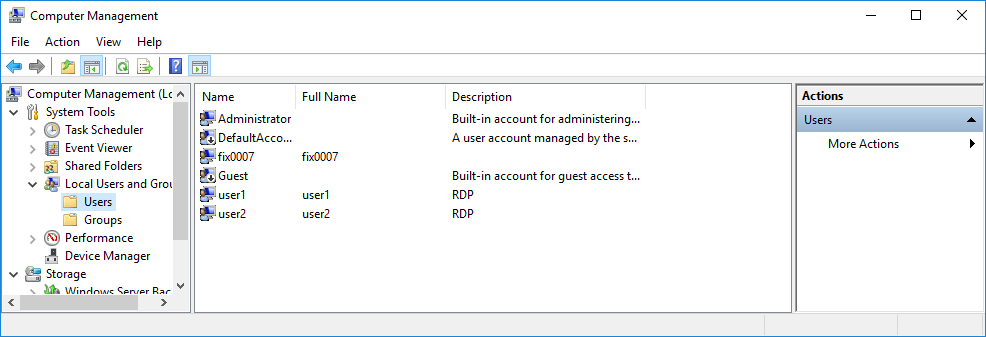 Computer Management
File Action View Help
Computer Management (Lo
System Tools
Task Scheduler
Event Viewer
Shared Folders
Local Users and Grou
Users
Groups
Performance
Device Manager
Storage
Windows Server Bac
Name Full Name Description
Administrator Built-in account for administering...
DefaultAcco... A user account managed by the s...
fix0007 fix0007
Guest Built-in account for guest access t...
user1 user1 RDP
user2 user2 RDP
Actions
Users
More Actions